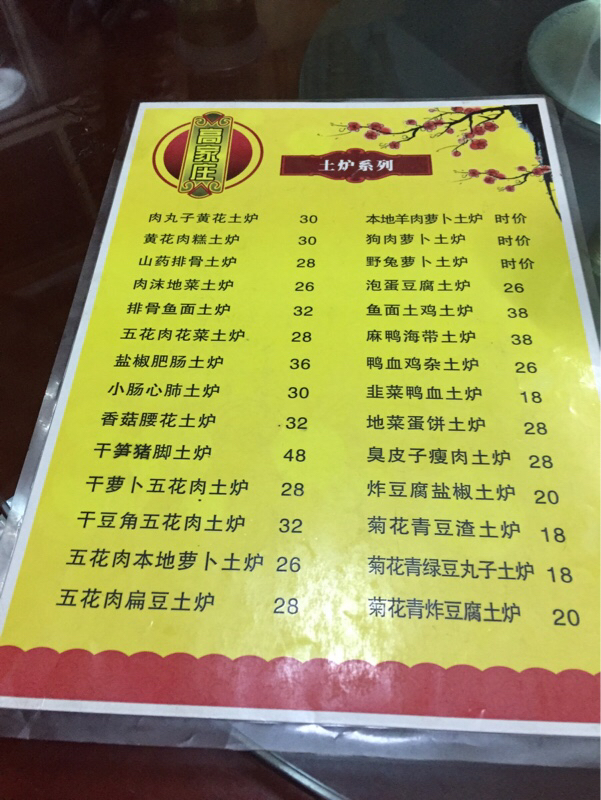 高家庄
土炉系列
肉丸子黄花土炉 30
黄花肉糕土炉 30
山药排骨土炉 28
肉沫地菜土炉 26
排骨鱼面土炉 32
五花肉花菜土炉 28
盐椒肥肠土炉 36
小肠心肺土炉 30
香菇腰花土炉 32
干笋猪脚土炉 48
干萝卜五花肉土炉 28
干豆角五花肉土炉 32
五花肉本地萝卜土炉 26
五花肉扁豆土炉 28
本地羊肉萝卜土炉 时价
狗肉萝卜土炉 时价
野兔萝卜土炉 时价
泡蛋豆腐土炉 26
鱼面土鸡土炉 38
麻鸭海带土炉 38
鸭血鸡杂土炉 26
韭菜鸭血土炉 18
地菜蛋饼土炉 28
臭皮子瘦肉土炉 28
炸豆腐盐椒土炉 20
菊花青豆渣土炉 18
菊花青绿豆丸子土炉 18
菊花青炸豆腐土炉 20